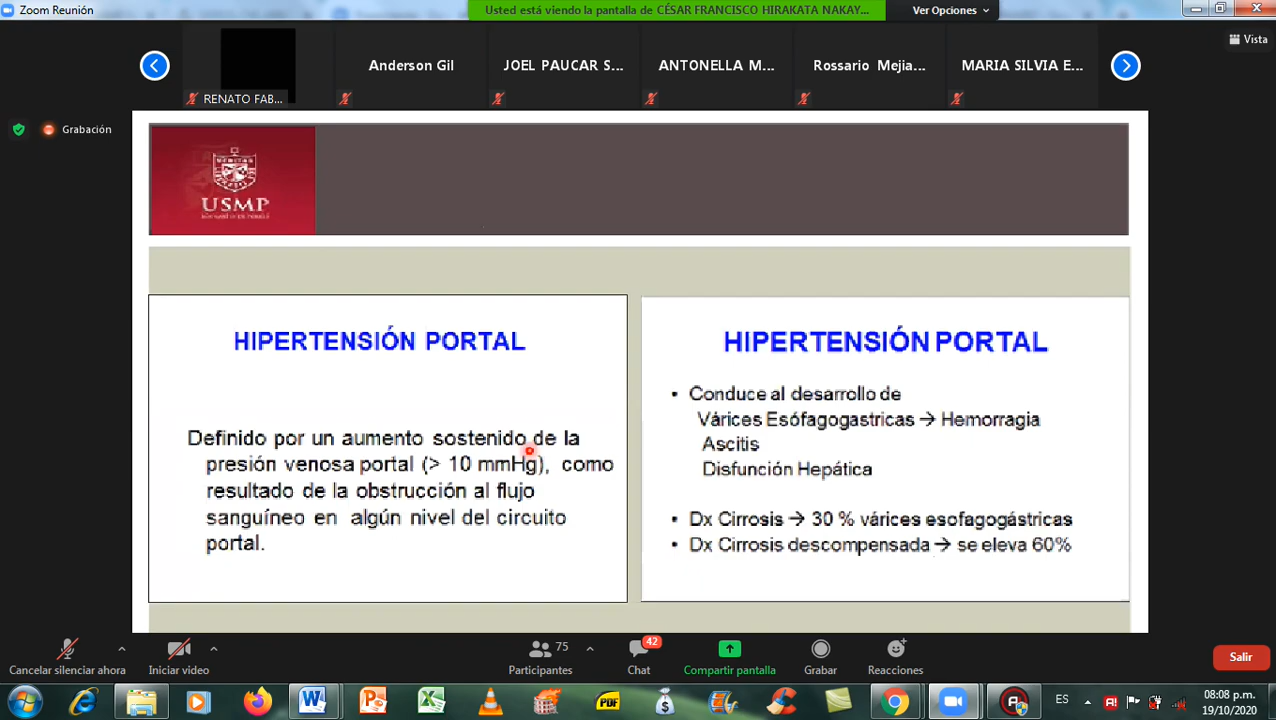 Zoom Reunión
Usted está viendo la pantalla de CÉSAR FRANCISCO HIRAKATA NAKAY...
Ver Opciones
Vista
RENATO FAB...
Anderson Gil
JOEL PAUCAR S...
ANTONELLA M...
Rossario Mejia...
MARIA SILVIA E...
Grabación
USMP
HIPERTENSIÓN PORTAL
Definido por un aumento sostenido de la
presión venosa portal (> 10 mmHg), como
resultado de la obstrucción al flujo
sanguíneo en algún nivel del circuito
portal.
HIPERTENSIÓN PORTAL
• Conduce al desarrollo de
Várices Esófagogastricas → Hemorragia
Ascitis
Disfunción Hepática
• Dx Cirrosis → 30 % várices esofagogástricas
• Dx Cirrosis descompensada → se eleva 60%
Cancelar silenciar ahora
Iniciar video
75
Participantes
42
Chat
Compartir pantalla
Grabar
Reacciones
Salir
PDF
ES
08:08 p.m.
19/10/2020